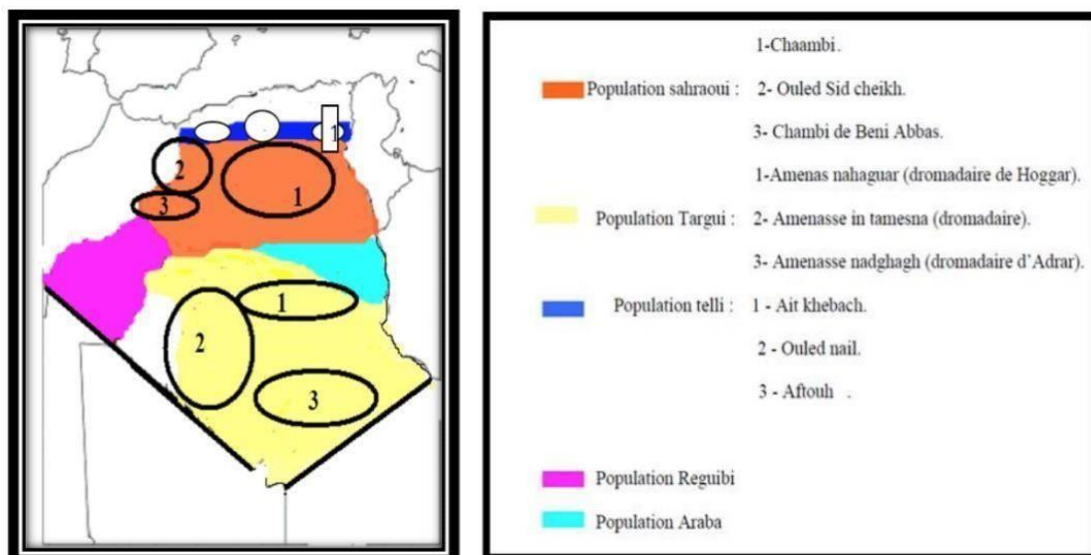 1
2
1
3
1
2
3
1-Chaambi.
Population sahraoui : 2- Ouled Sid cheikh.
3- Chambi de Beni Abbas.
1-Amenas nahaguar (dromadaire de Hoggar).
Population Targui : 2- Amenasse in tamesna (dromadaire).
3- Amenasse nadghagh (dromadaire d’Adrar).
Population telli : 1 - Ait khebach.
2 - Ouled nail.
3 - Aftouh .
Population Reguibi
Population Araba